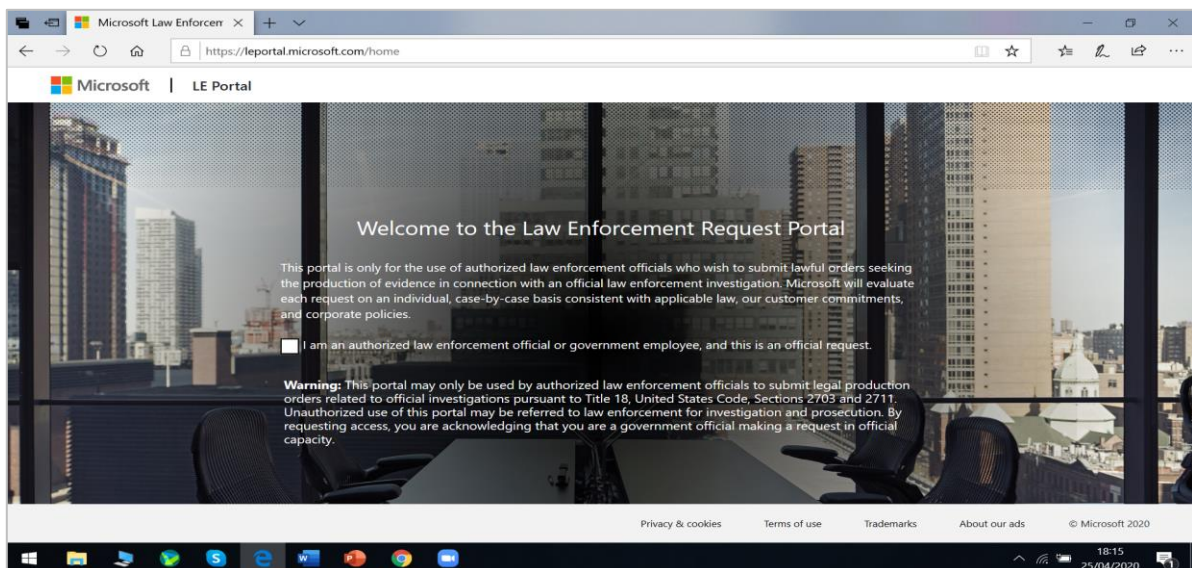 Microsoft Law Enforcem
https://leportal.microsoft.com/home
Microsoft | LE Portal
Welcome to the Law Enforcement Request Portal
This portal is only for the use of authorized law enforcement officials who wish to submit lawful orders seeking
the production of evidence in connection with an official law enforcement investigation. Microsoft will evaluate
each request on an individual, case-by-case basis consistent with applicable law, our customer commitments,
and corporate policies.
I am an authorized law enforcement official or government employee, and this is an official request.
Warning: This portal may only be used by authorized law enforcement officials to submit legal production
orders related to official investigations pursuant to Title 18, United States Code, Sections 2703 and 2711.
Unauthorized use of this portal may be referred to law enforcement for investigation and prosecution. By
requesting access, you are acknowledging that you are a government official making a request in official
capacity.
Privacy & cookies Terms of use Trademarks About our ads © Microsoft 2020
18:15
25/04/2020